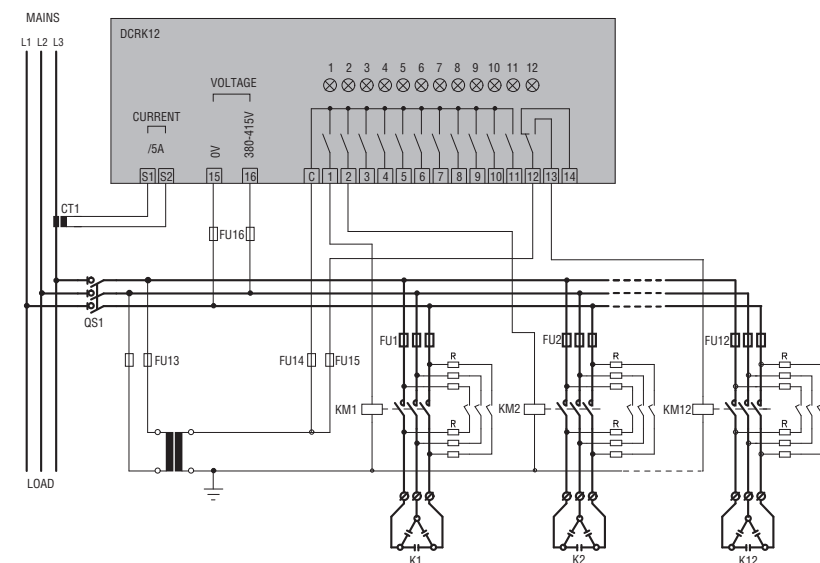 MAINS
L1 L2 L3
DCRK12
1 2 3 4 5 6 7 8 9 10 11 12
VOLTAGE
CURRENT
/5A
0V
380-415V
S1 S2 15 16 C 1 2 3 4 5 6 7 8 9 10 11 12 13 14
CT1
FU16
QS1
FU13 FU14 FU15 FU1 FU2 FU12
R R R
KM1 KM2 KM12
R R R
LOAD
K1 K2 K12